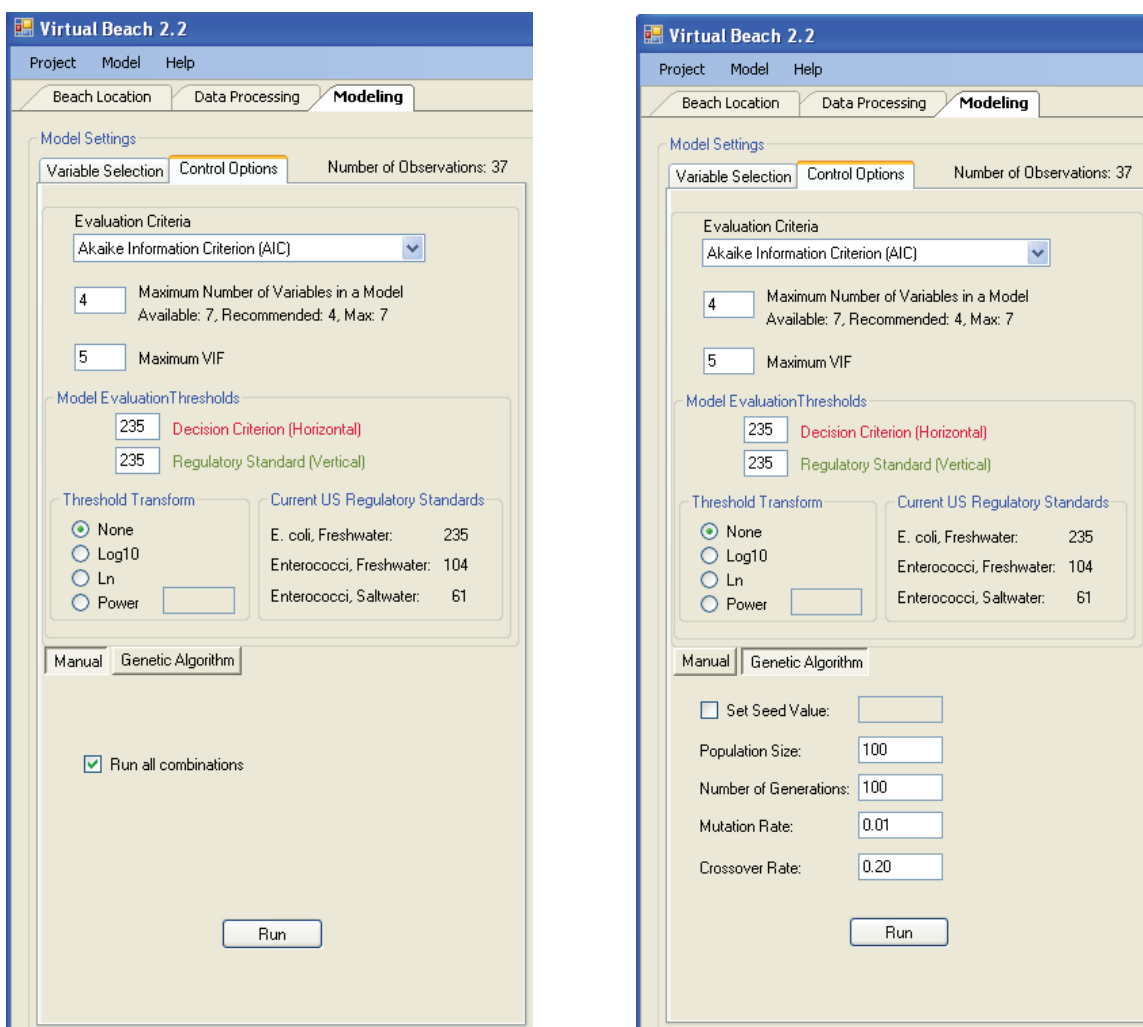 Virtual Beach 2.2
Project Model Help
Beach Location Data Processing Modeling
Model Settings
Variable Selection Control Options Number of Observations: 37
Evaluation Criteria
Akaike Information Criterion (AIC)
4 Maximum Number of Variables in a Model
Available: 7, Recommended: 4, Max: 7
5 Maximum VIF
Model EvaluationThresholds
235 Decision Criterion (Horizontal)
235 Regulatory Standard (Vertical)
Threshold Transform
None
Log10
Ln
Power
Current US Regulatory Standards
E. coli, Freshwater: 235
Enterococci, Freshwater: 104
Enterococci, Saltwater: 61
Manual Genetic Algorithm
Run all combinations
Run
Virtual Beach 2.2
Project Model Help
Beach Location Data Processing Modeling
Model Settings
Variable Selection Control Options Number of Observations: 37
Evaluation Criteria
Akaike Information Criterion (AIC)
4 Maximum Number of Variables in a Model
Available: 7, Recommended: 4, Max: 7
5 Maximum VIF
Model EvaluationThresholds
235 Decision Criterion (Horizontal)
235 Regulatory Standard (Vertical)
Threshold Transform
None
Log10
Ln
Power
Current US Regulatory Standards
E. coli, Freshwater: 235
Enterococci, Freshwater: 104
Enterococci, Saltwater: 61
Manual Genetic Algorithm
Set Seed Value:
Population Size: 100
Number of Generations: 100
Mutation Rate: 0.01
Crossover Rate: 0.20
Run